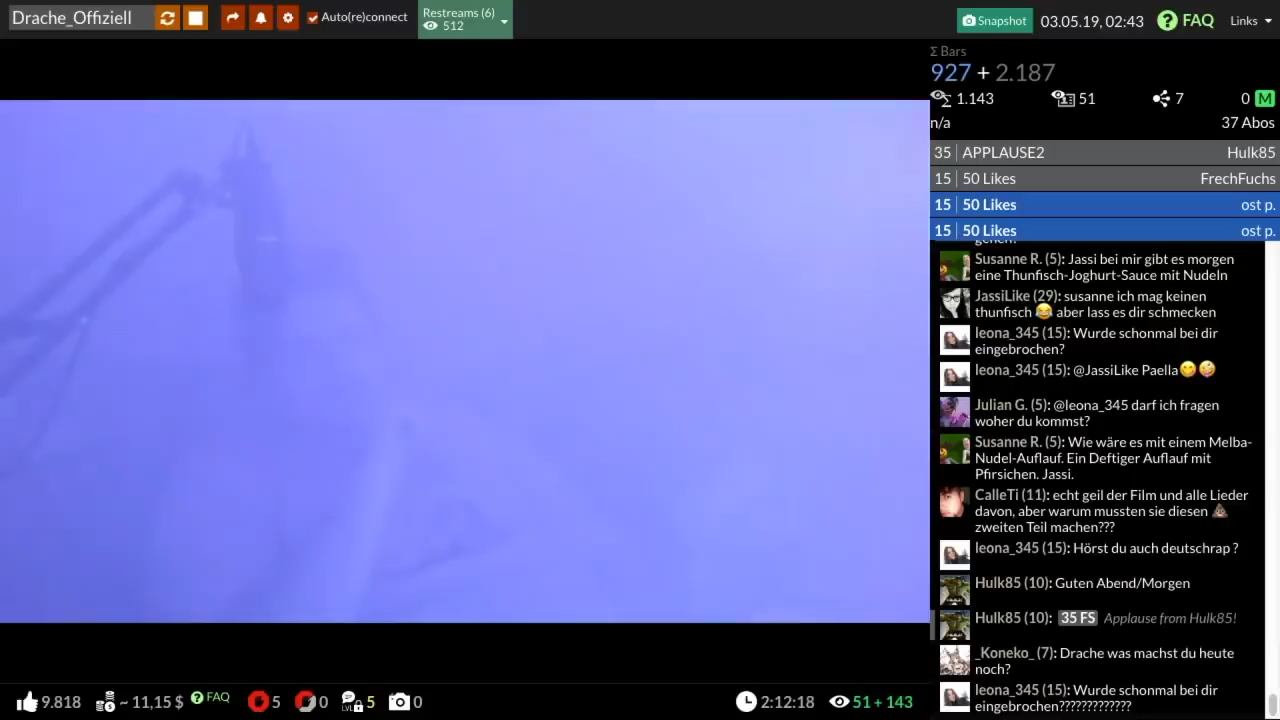 Drache_Offiziell
Auto(re)connect
Restreams (6)
512
Snapshot
03.05.19, 02:43
FAQ
Links
Σ Bars
927 + 2.187
1.143
51
7
0 M
n/a
37 Abos
35 APPLAUSE2 Hulk85
15 50 Likes FrechFuchs
15 50 Likes ost p.
15 50 Likes ost p.
Susanne R. (5): Jassi bei mir gibt es morgen
eine Thunfisch-Joghurt-Sauce mit Nudeln
JassiLike (29): susanne ich mag keinen
thunfisch 😂 aber lass es dir schmecken
leona_345 (15): Wurde schonmal bei dir
eingebrochen?
leona_345 (15): @JassiLike Paella😋🤪
Julian G. (5): @leona_345 darf ich fragen
woher du kommst?
Susanne R. (5): Wie wäre es mit einem Melba-
Nudel-Auflauf. Ein Deftiger Auflauf mit
Pfirsichen. Jassi.
CalleTi (11): echt geil der Film und alle Lieder
davon, aber warum mussten sie diesen 💩
zweiten Teil machen???
leona_345 (15): Hörst du auch deutschrap ?
Hulk85 (10): Guten Abend/Morgen
Hulk85 (10): 35 FS Applause from Hulk85!
_Koneko_ (7): Drache was machst du heute
noch?
leona_345 (15): Wurde schonmal bei dir
eingebrochen?????????????
9.818
~ 11,15 $
FAQ
5
0
LVL 5
0
2:12:18
51 + 143